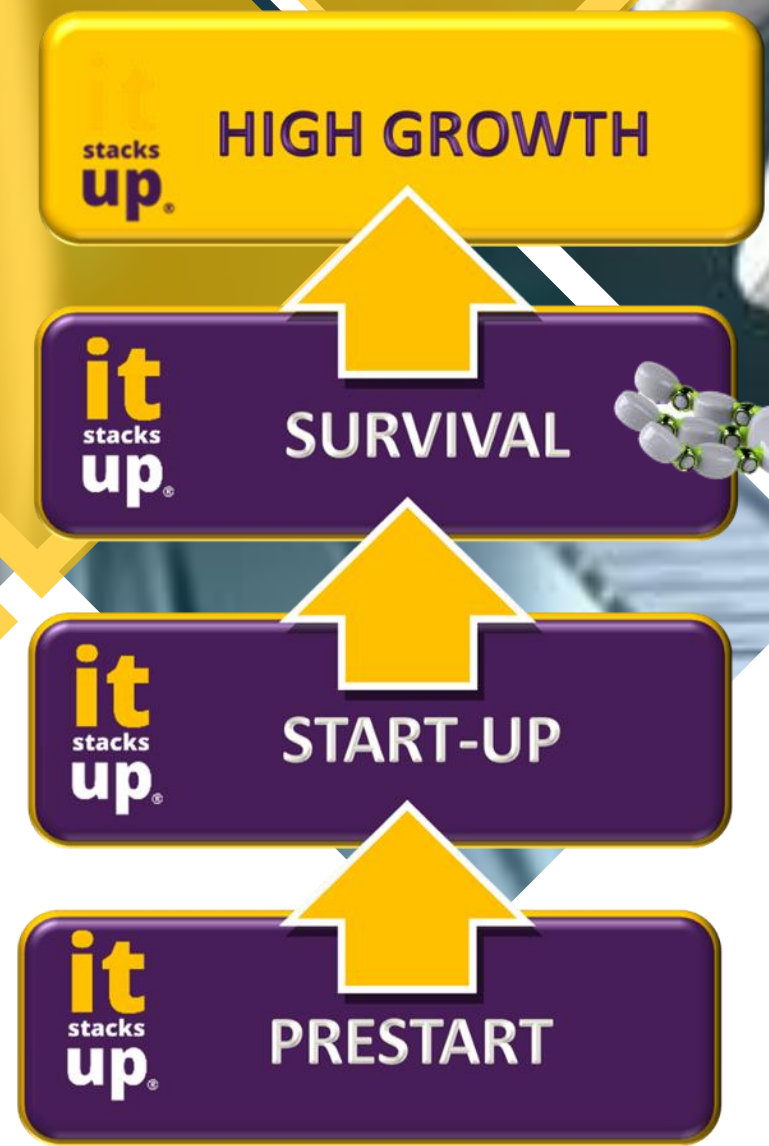 it
stacks
up®
HIGH GROWTH
it
stacks
up®
SURVIVAL
it
stacks
up®
START-UP
it
stacks
up®
PRESTART